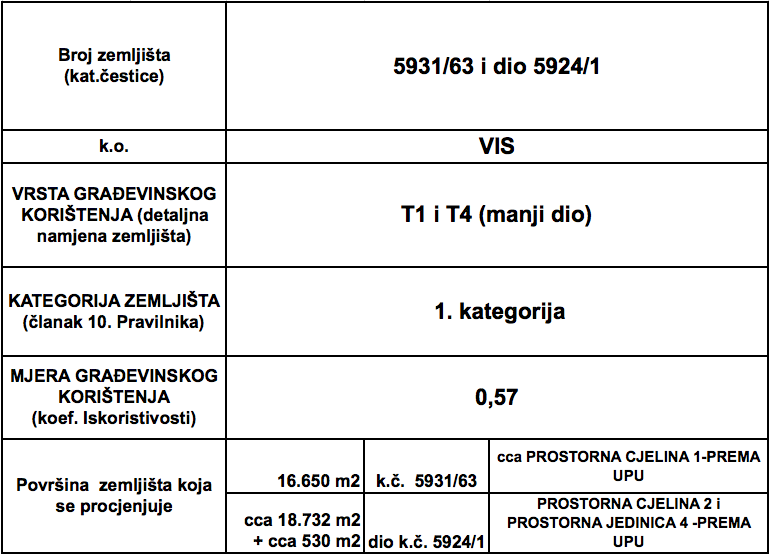 Broj zemljišta
(kat.čestice)
5931/63 i dio 5924/1
k.o.
VIS
VRSTA GRAĐEVINSKOG
KORIŠTENJA (detaljna
namjena zemljišta)
T1 i T4 (manji dio)
KATEGORIJA ZEMLJIŠTA
(članak 10. Pravilnika)
1. kategorija
MJERA GRAĐEVINSKOG
KORIŠTENJA
(koef. Iskoristivosti)
0,57
Površina zemljišta koja
se procjenjuje
16.650 m2
k.č. 5931/63
cca PROSTORNA CJELINA 1-PREMA
UPU
cca 18.732 m2
+ cca 530 m2
dio k.č. 5924/1
PROSTORNA CJELINA 2 i
PROSTORNA JEDINICA 4 -PREMA
UPU